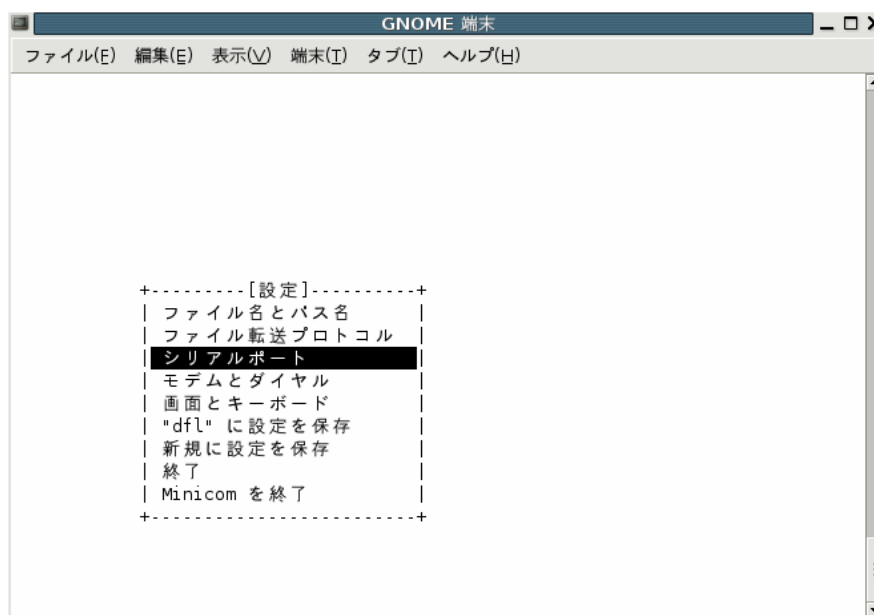 GNOME 端末
ファイル(F) 編集(E) 表示(V) 端末(T) タブ(T) ヘルプ(H)
+---------[設定]----------+
| ファイル名とパス名 |
| ファイル転送プロトコル |
| シリアルポート |
| モデムとダイヤル |
| 画面とキーボード |
| "dfl" に設定を保存 |
| 新規に設定を保存 |
| 終了 |
| Minicom を終了 |
+-------------------------+